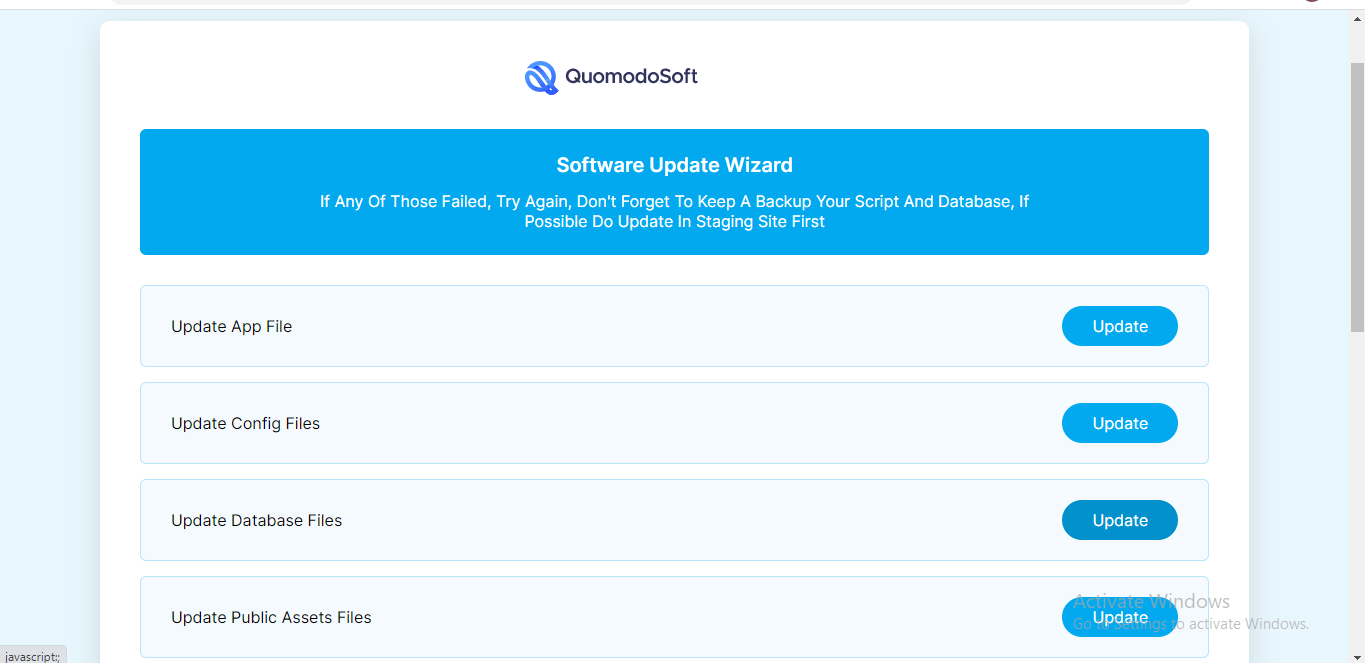 QuomodoSoft
Software Update Wizard
If Any Of Those Failed, Try Again, Don't Forget To Keep A Backup Your Script And Database, If
Possible Do Update In Staging Site First
Update App File
Update
Update Config Files
Update
Update Database Files
Update
Update Public Assets Files
Update
Activate Windows
Go to Settings to activate Windows.
javascript:;